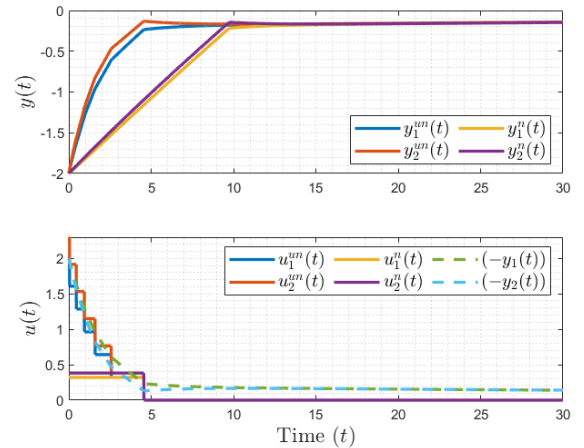 0
-0.5
-1
-1.5
-2
y(t)
y_1^{un}(t) y_1^n(t)
y_2^{un}(t) y_2^n(t)
0 5 10 15 20 25 30
2
1.5
1
0.5
0
u(t)
u_1^{un}(t) u_1^n(t) (-y_1(t))
u_2^{un}(t) u_2^n(t) (-y_2(t))
0 5 10 15 20 25 30
Time (t)